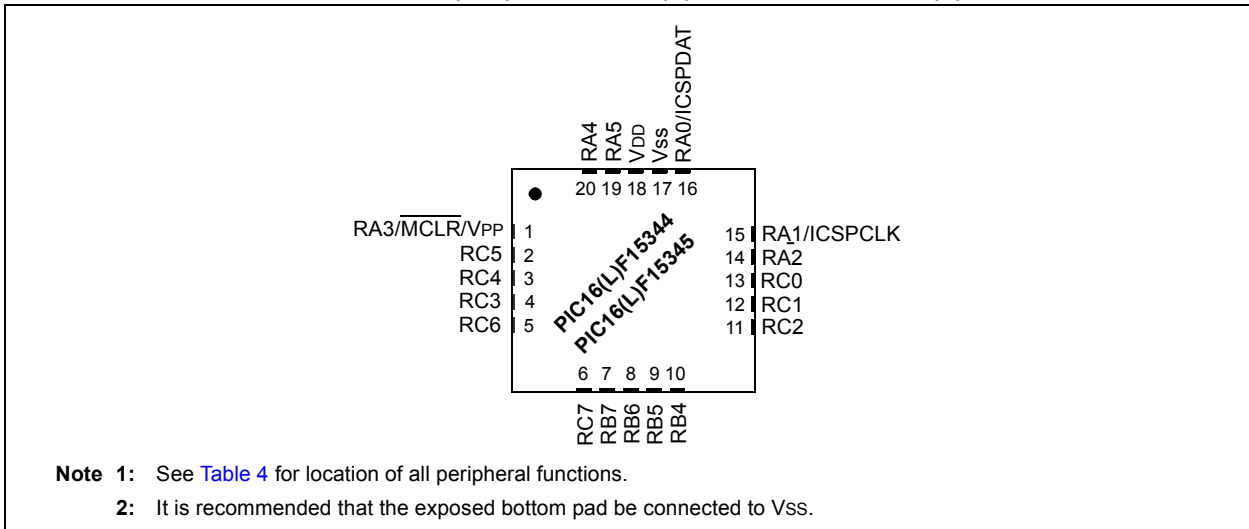 RA4
RA5
VDD
Vss
RA0/ICSPDAT
20 19 18 17 16
RA3/MCLR/VPP 1
RC5 2
RC4 3
RC3 4
RC6 5
PIC16(L)F15344
PIC16(L)F15345
15 RA1/ICSPCLK
14 RA2
13 RC0
12 RC1
11 RC2
6 7 8 9 10
RC7
RB7
RB6
RB5
RB4
Note 1: See Table 4 for location of all peripheral functions.
2: It is recommended that the exposed bottom pad be connected to VSS.